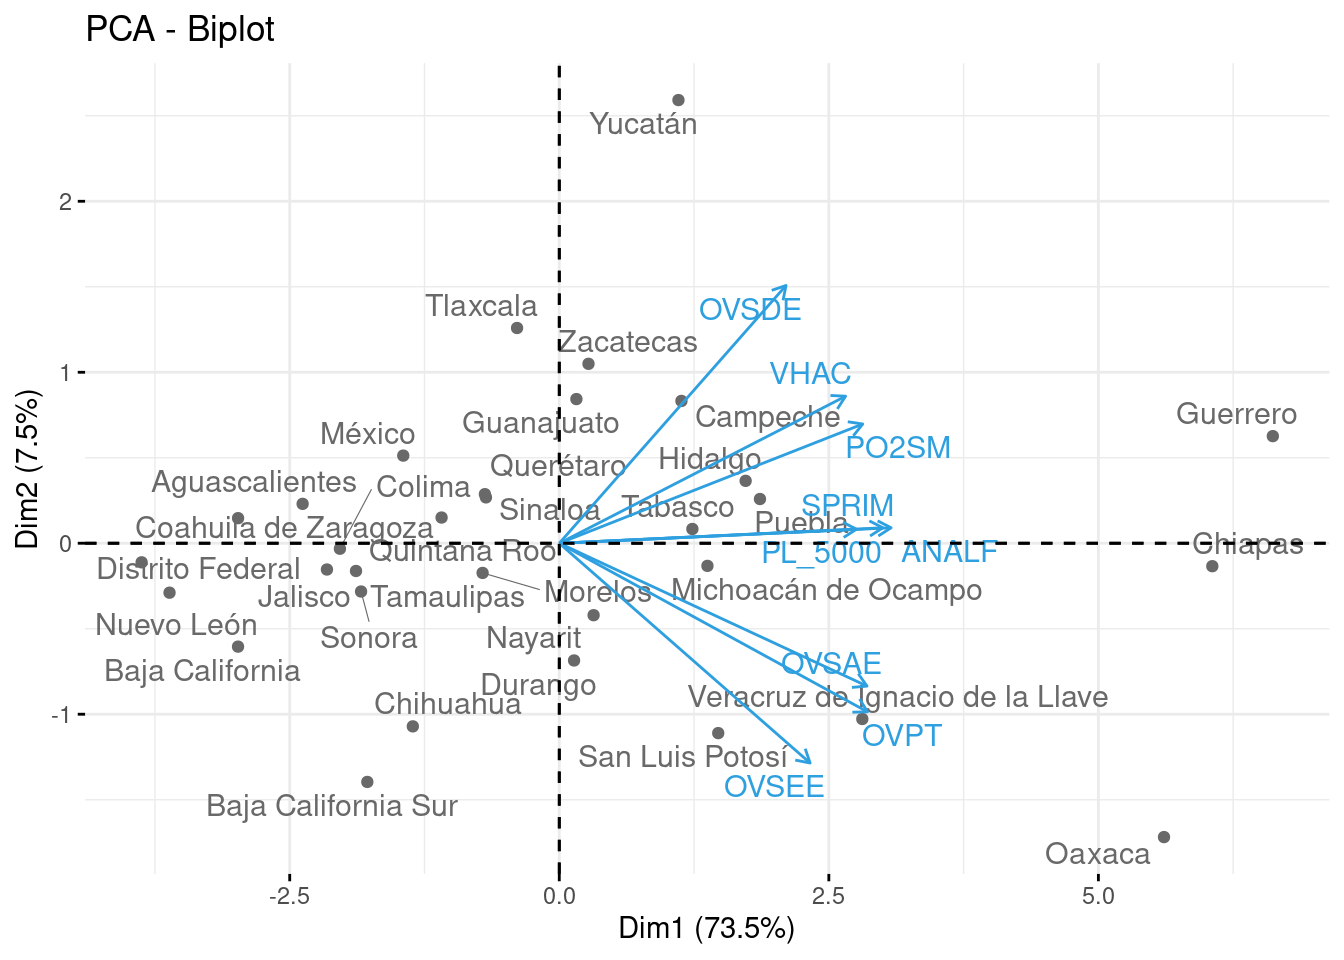 PCA - Biplot
Yucatán
2
Tlaxcala
OVSDE
Zacatecas
1
VHAC
Guerrero
Campeche
Guanajuato
México
PO2SM
Hidalgo
Querétaro
Aguascalientes
Colima
SPRIM
Tabasco
Sinaloa
Puebla
Coahuila de Zaragoza
0
Chiapas
Quintana Roo
PL_5000
ANALF
Distrito Federal
Michoacán de Ocampo
Morelos
Jalisco
Tamaulipas
Nuevo León
Sonora
Nayarit
OVSAE
Baja California
Durango
Veracruz de Ignacio de la Llave
Chihuahua
-1
OVPT
San Luis Potosí
OVSEE
Baja California Sur
Oaxaca
-2.5
0.0
2.5
5.0
Dim1 (73.5%)
Dim2 (7.5%)